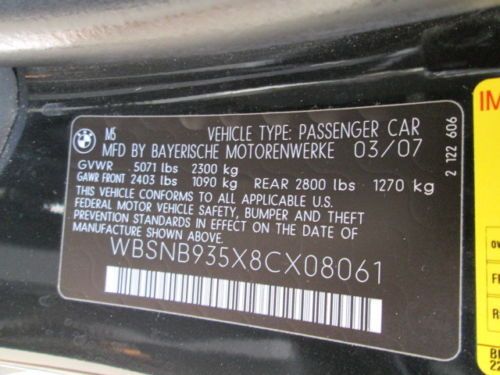 M5 VEHICLE TYPE: PASSENGER CAR
MFD BY BAYERISCHE MOTORENWERKE 03/07
GVWR 5071 lbs 2300 kg
GAWR FRONT 2403 lbs 1090 kg REAR 2800 lbs 1270 kg
THIS VEHICLE CONFORMS TO ALL APPLICABLE U.S.
FEDERAL MOTOR VEHICLE SAFETY, BUMPER AND THEFT
PREVENTION STANDARDS IN EFFECT ON THE DATE OF
MANUFACTURE SHOWN ABOVE.
WBSNB935X8CX08061
2 122 606